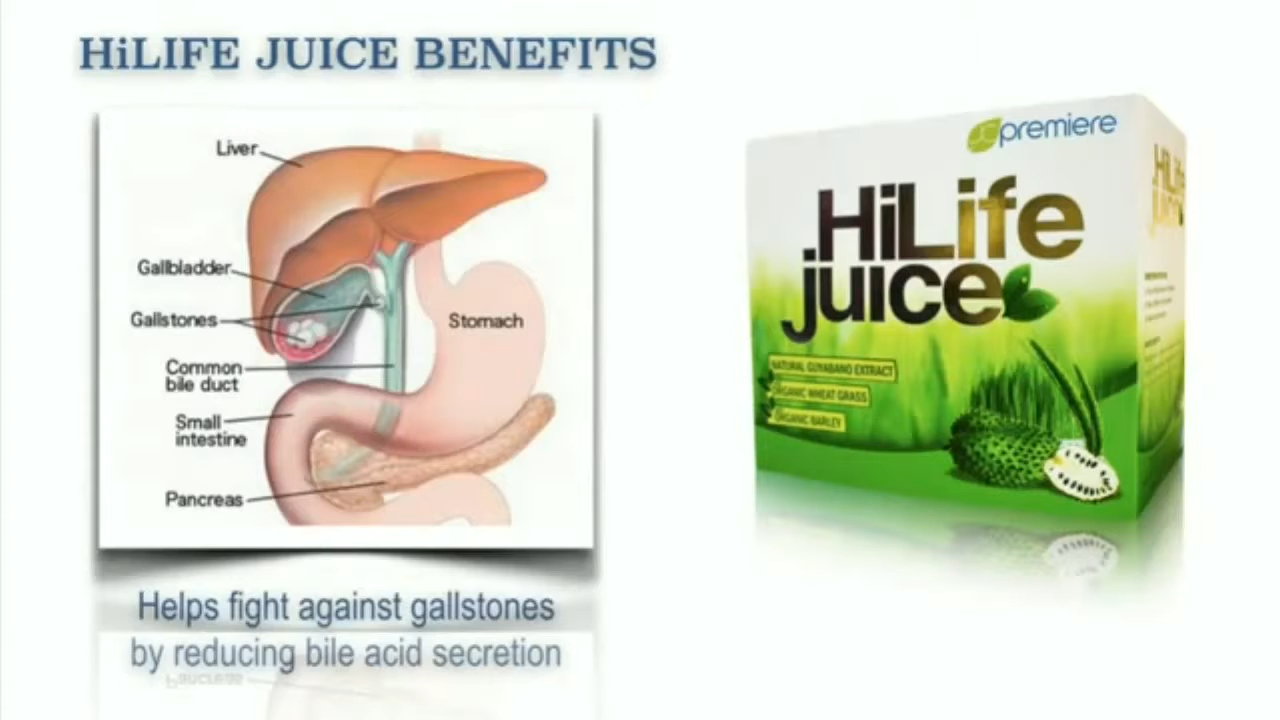 HiLIFE JUICE BENEFITS
Liver
Gallbladder
Gallstones
Common
bile duct
Small
intestine
Pancreas
Stomach
Helps fight against gallstones
by reducing bile acid secretion
premiere
HiLife
juice
NATURAL GUYABANO EXTRACT
ORGANIC WHEAT GRASS
ORGANIC BARLEY
HiLife
juice